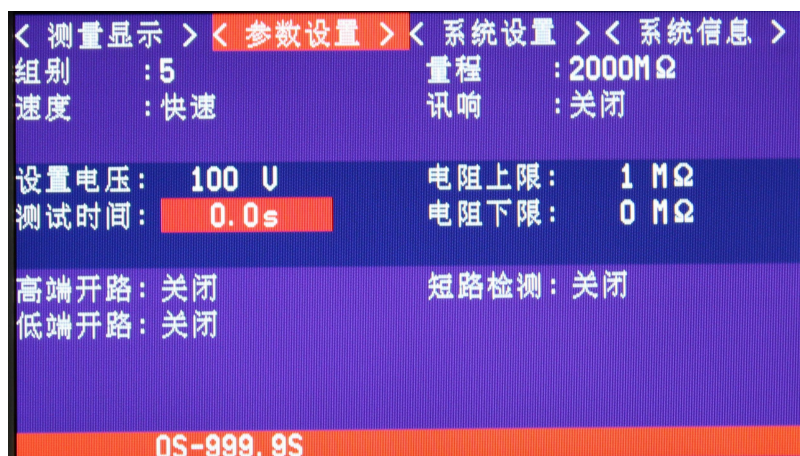 < 测量显示 > < 参数设置 > < 系统设置 > < 系统信息 >
组别 :5 量程 :2000MΩ
速度 :快速 讯响 :关闭
设置电压: 100 V 电阻上限: 1 MΩ
测试时间: 0.0s 电阻下限: 0 MΩ
高端开路:关闭 短路检测:关闭
低端开路:关闭
0S-999.9S